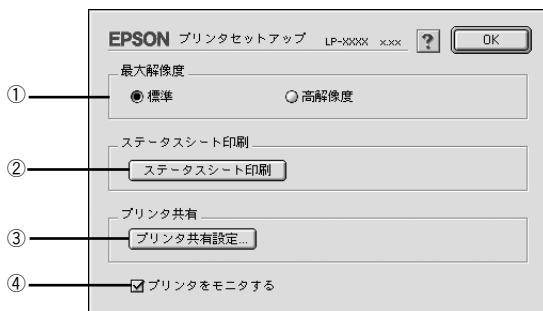 EPSON プリンタセットアップ LP-XXXX x.xx ? OK
最大解像度
① 標準 高解像度
ステータスシート印刷
② ステータスシート印刷
プリンタ共有
③ プリンタ共有設定...
④ プリンタをモニタする